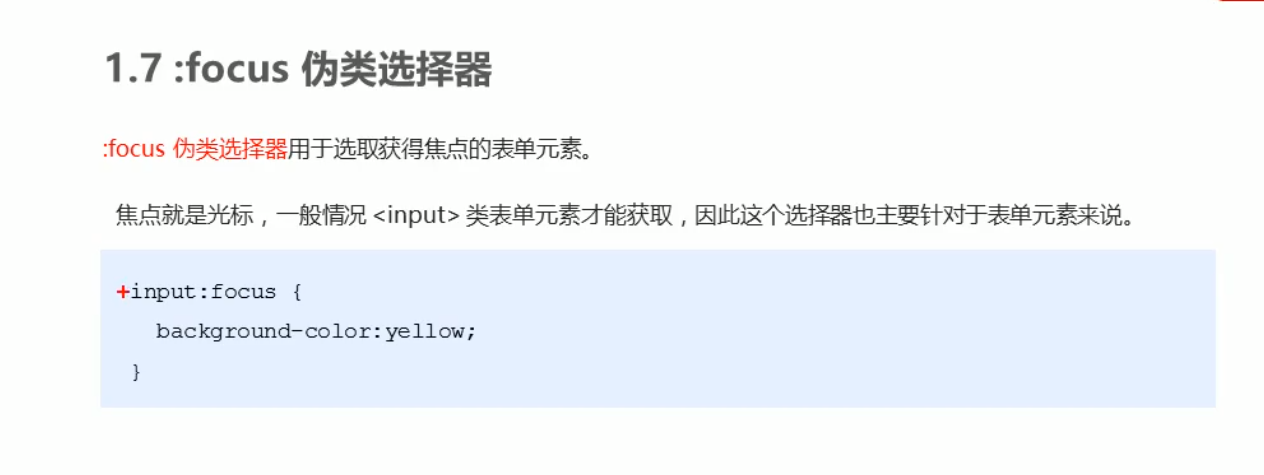 1.7 :focus 伪类选择器
:focus 伪类选择器用于选取获得焦点的表单元素。
焦点就是光标，一般情况 <input> 类表单元素才能获取，因此这个选择器也主要针对于表单元素来说。
+input:focus {
background-color:yellow;
}